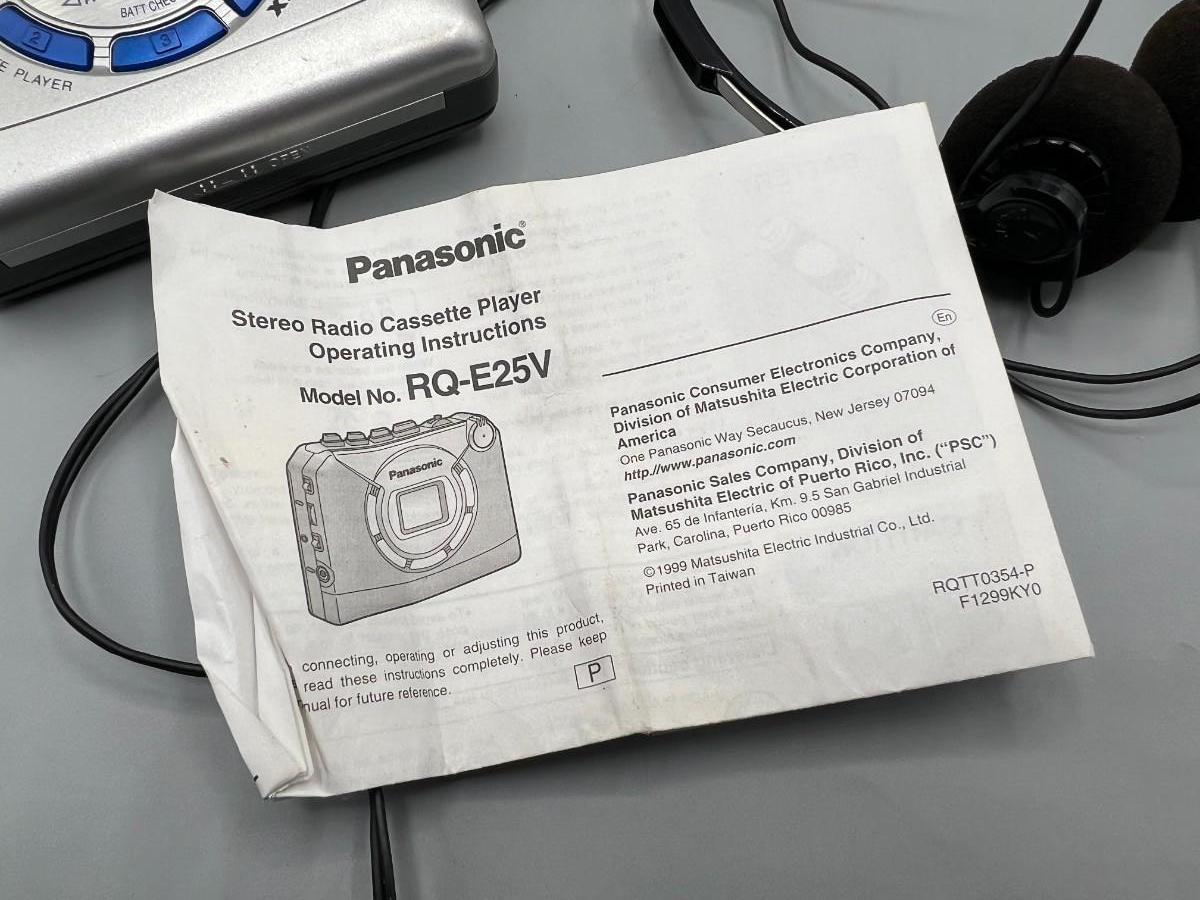 BATT CHEC
2
3
E PLAYER
OPEN
Panasonic®
Stereo Radio Cassette Player
Operating Instructions
Model No. RQ-E25V
Panasonic
connecting, operating or adjusting this product,
read these instructions completely. Please keep
nual for future reference.
P
En
Panasonic Consumer Electronics Company,
Division of Matsushita Electric Corporation of
America
One Panasonic Way Secaucus, New Jersey 07094
http://www.panasonic.com
Panasonic Sales Company, Division of
Matsushita Electric of Puerto Rico, Inc. (“PSC”)
Ave. 65 de Infantería, Km. 9.5 San Gabriel Industrial
Park, Carolina, Puerto Rico 00985
©1999 Matsushita Electric Industrial Co., Ltd.
Printed in Taiwan
RQTT0354-P
F1299KY0